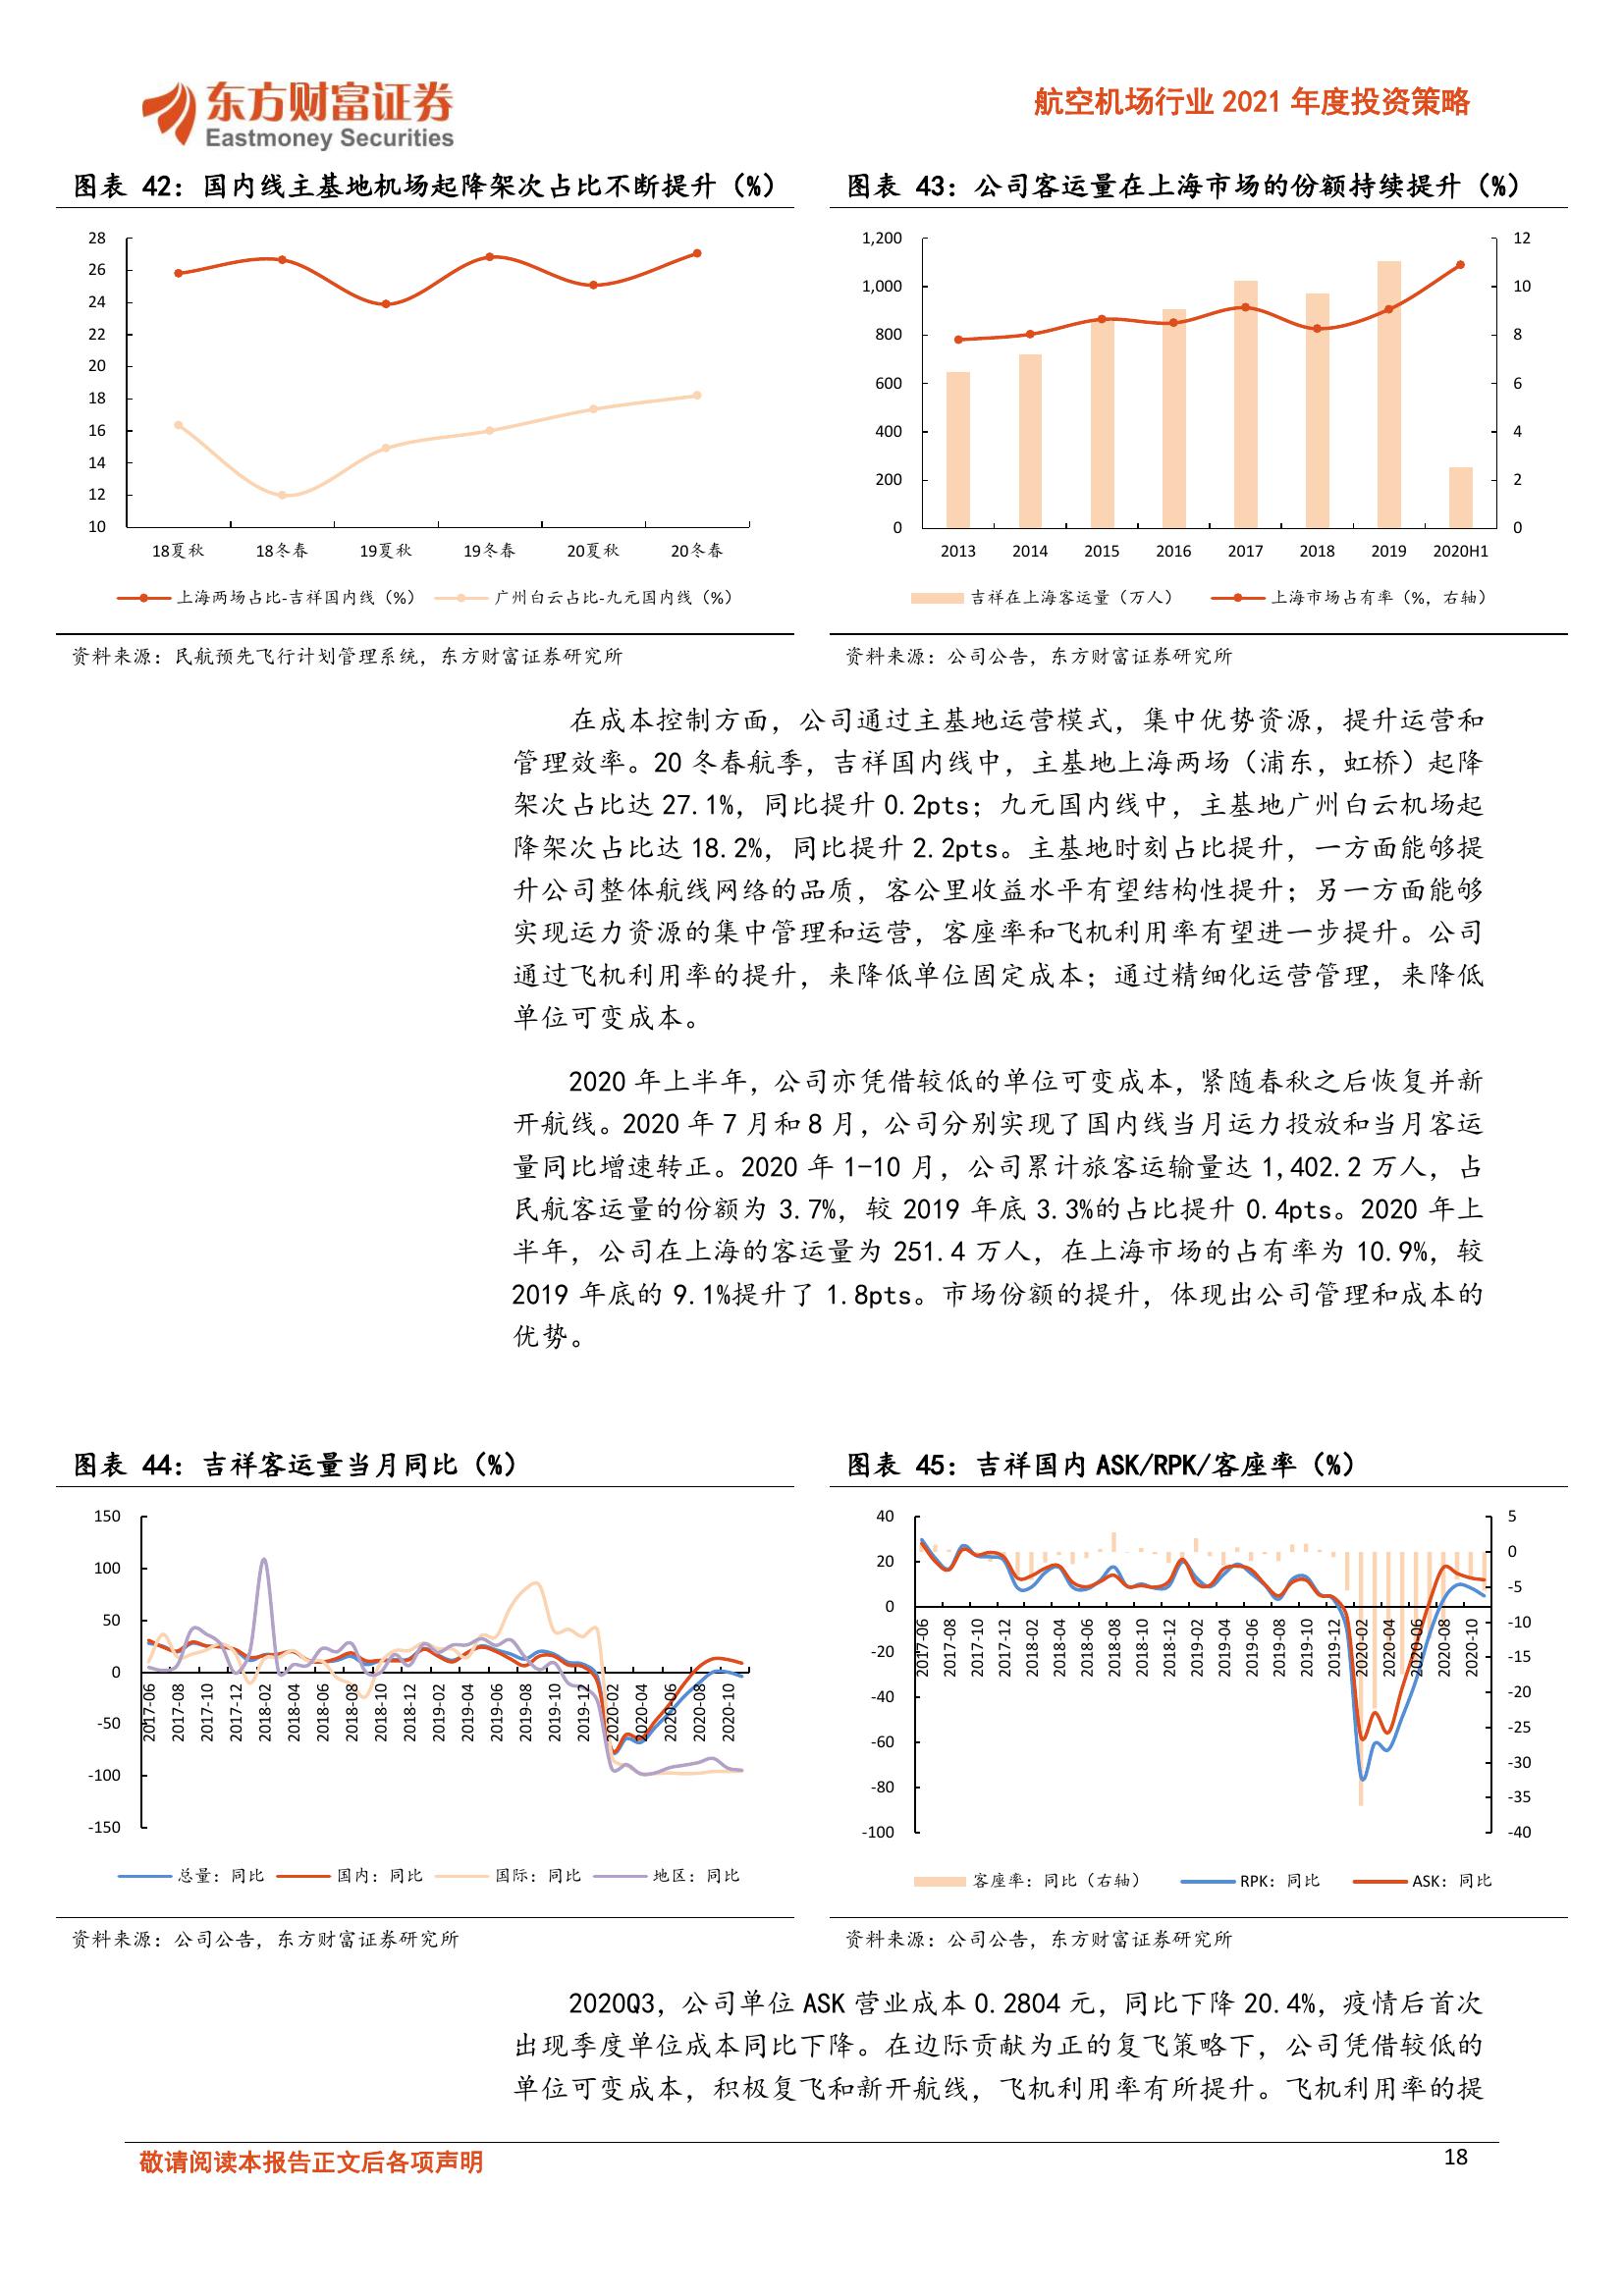 东方财富证券
Eastmoney Securities
航空机场行业 2021 年度投资策略
图表 42：国内线主基地机场起降架次占比不断提升（%）
28
26
24
22
20
18
16
14
12
10
18夏秋 18冬春 19夏秋 19冬春 20夏秋 20冬春
上海两场占比-吉祥国内线（%） 广州白云占比-九元国内线（%）
资料来源：民航预先飞行计划管理系统，东方财富证券研究所
图表 43：公司客运量在上海市场的份额持续提升（%）
1,200
1,000
800
600
400
200
0
12
10
8
6
4
2
0
2013 2014 2015 2016 2017 2018 2019 2020H1
吉祥在上海客运量（万人） 上海市场占有率（%，右轴）
资料来源：公司公告，东方财富证券研究所
在成本控制方面，公司通过主基地运营模式，集中优势资源，提升运营和
管理效率。20 冬春航季，吉祥国内线中，主基地上海两场（浦东，虹桥）起降
架次占比达 27.1%，同比提升 0.2pts；九元国内线中，主基地广州白云机场起
降架次占比达 18.2%，同比提升 2.2pts。主基地时刻占比提升，一方面能够提
升公司整体航线网络的品质，客公里收益水平有望结构性提升；另一方面能够
实现运力资源的集中管理和运营，客座率和飞机利用率有望进一步提升。公司
通过飞机利用率的提升，来降低单位固定成本；通过精细化运营管理，来降低
单位可变成本。
2020 年上半年，公司亦凭借较低的单位可变成本，紧随春秋之后恢复并新
开航线。2020 年 7 月和 8 月，公司分别实现了国内线当月运力投放和当月客运
量同比增速转正。2020 年 1-10 月，公司累计旅客运输量达 1,402.2 万人，占
民航客运量的份额为 3.7%，较 2019 年底 3.3%的占比提升 0.4pts。2020 年上
半年，公司在上海的客运量为 251.4 万人，在上海市场的占有率为 10.9%，较
2019 年底的 9.1%提升了 1.8pts。市场份额的提升，体现出公司管理和成本的
优势。
图表 44：吉祥客运量当月同比（%）
150
100
50
0
-50
-100
-150
2017-06 2017-08 2017-10 2017-12 2018-02 2018-04 2018-06 2018-08 2018-10 2018-12 2019-02 2019-04 2019-06 2019-08 2019-10 2019-12 2020-02 2020-04 2020-06 2020-08 2020-10
总量：同比 国内：同比 国际：同比 地区：同比
资料来源：公司公告，东方财富证券研究所
图表 45：吉祥国内 ASK/RPK/客座率（%）
40
20
0
-20
-40
-60
-80
-100
5
0
-5
-10
-15
-20
-25
-30
-35
-40
2017-06 2017-08 2017-10 2017-12 2018-02 2018-04 2018-06 2018-08 2018-10 2018-12 2019-02 2019-04 2019-06 2019-08 2019-10 2019-12 2020-02 2020-04 2020-06 2020-08 2020-10
客座率：同比（右轴） RPK：同比 ASK：同比
资料来源：公司公告，东方财富证券研究所
2020Q3，公司单位 ASK 营业成本 0.2804 元，同比下降 20.4%，疫情后首次
出现季度单位成本同比下降。在边际贡献为正的复飞策略下，公司凭借较低的
单位可变成本，积极复飞和新开航线，飞机利用率有所提升。飞机利用率的提
敬请阅读本报告正文后各项声明
18